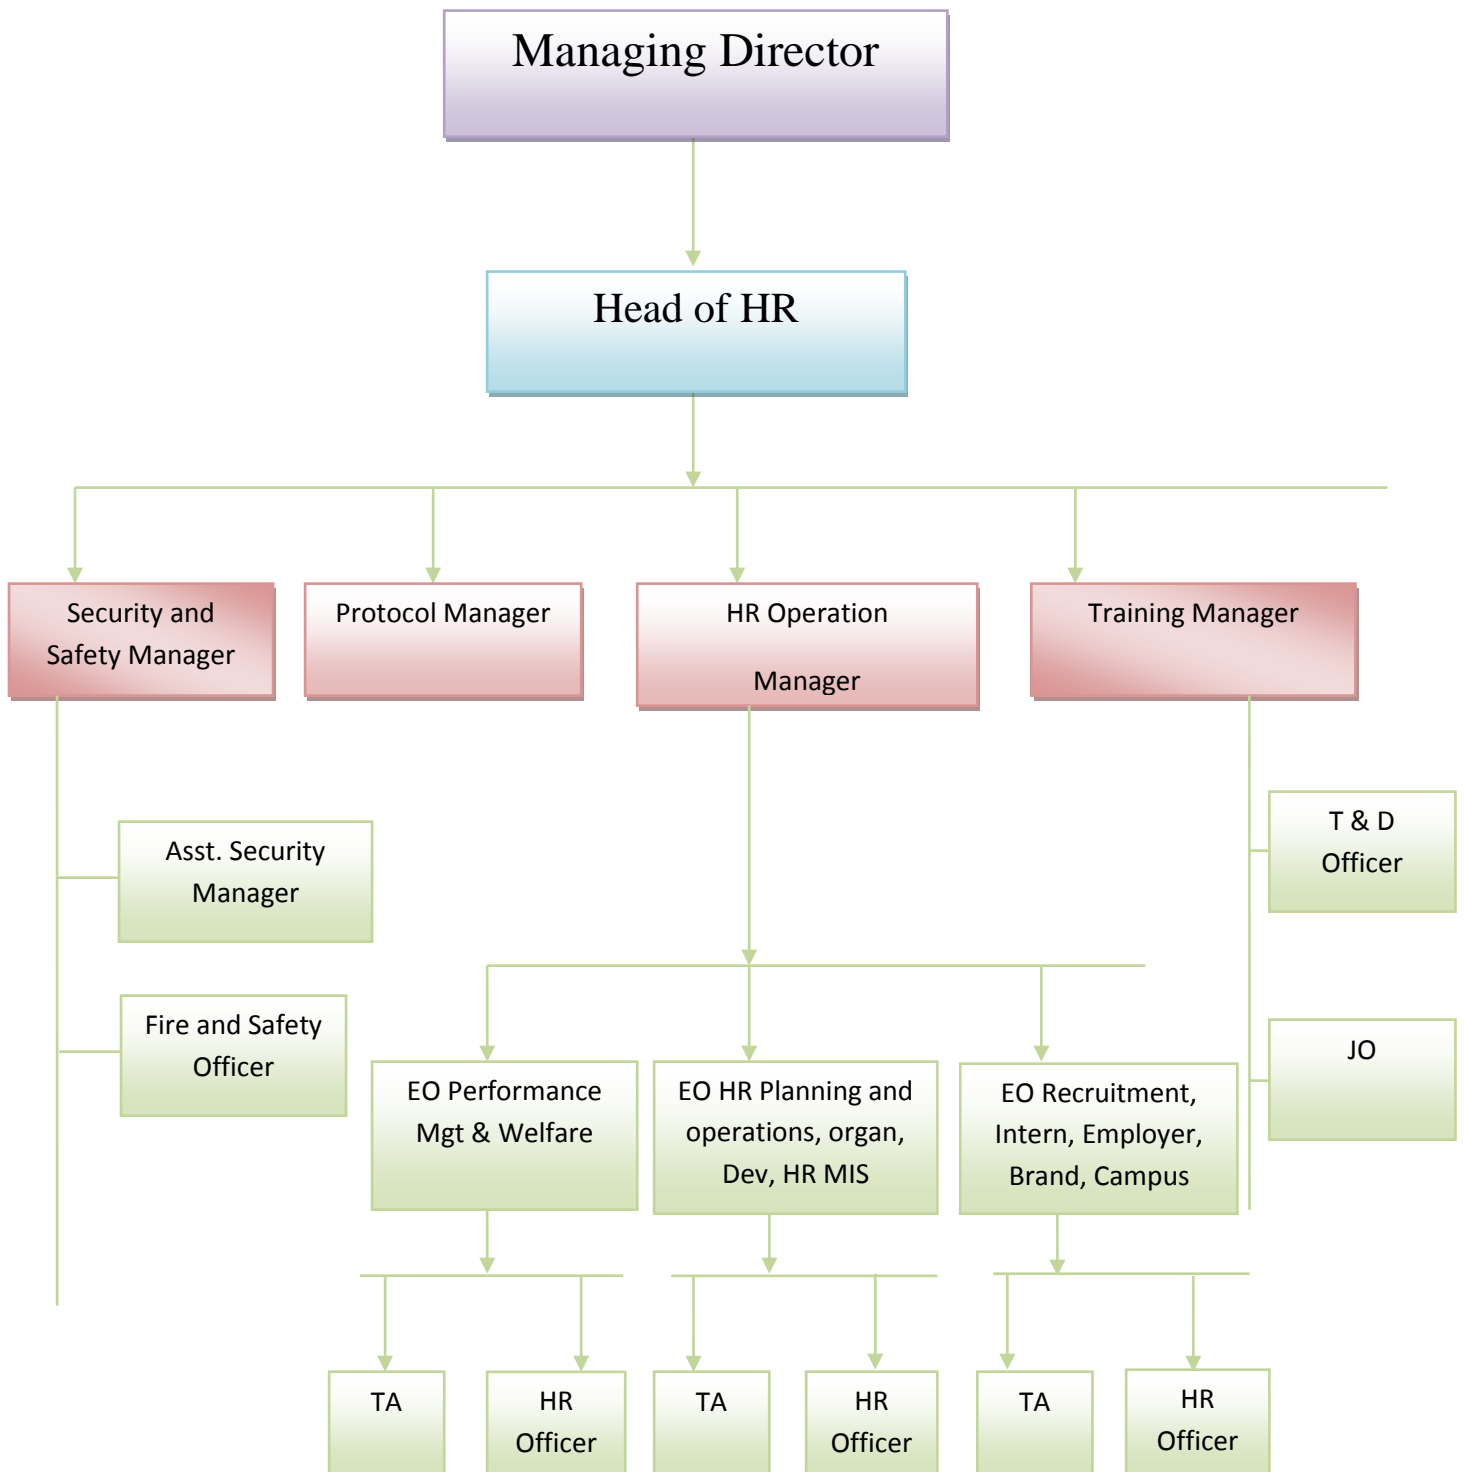 Managing Director
Head of HR
Security and
Safety Manager
Protocol Manager
HR Operation
Manager
Training Manager
Asst. Security
Manager
T & D
Officer
Fire and Safety
Officer
JO
EO Performance
Mgt & Welfare
EO HR Planning and
operations, organ,
Dev, HR MIS
EO Recruitment,
Intern, Employer,
Brand, Campus
TA
HR
Officer
TA
HR
Officer
TA
HR
Officer